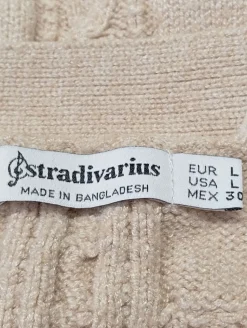 stradivarius
MADE IN BANGLADESH
EUR L
USA L
MEX 30